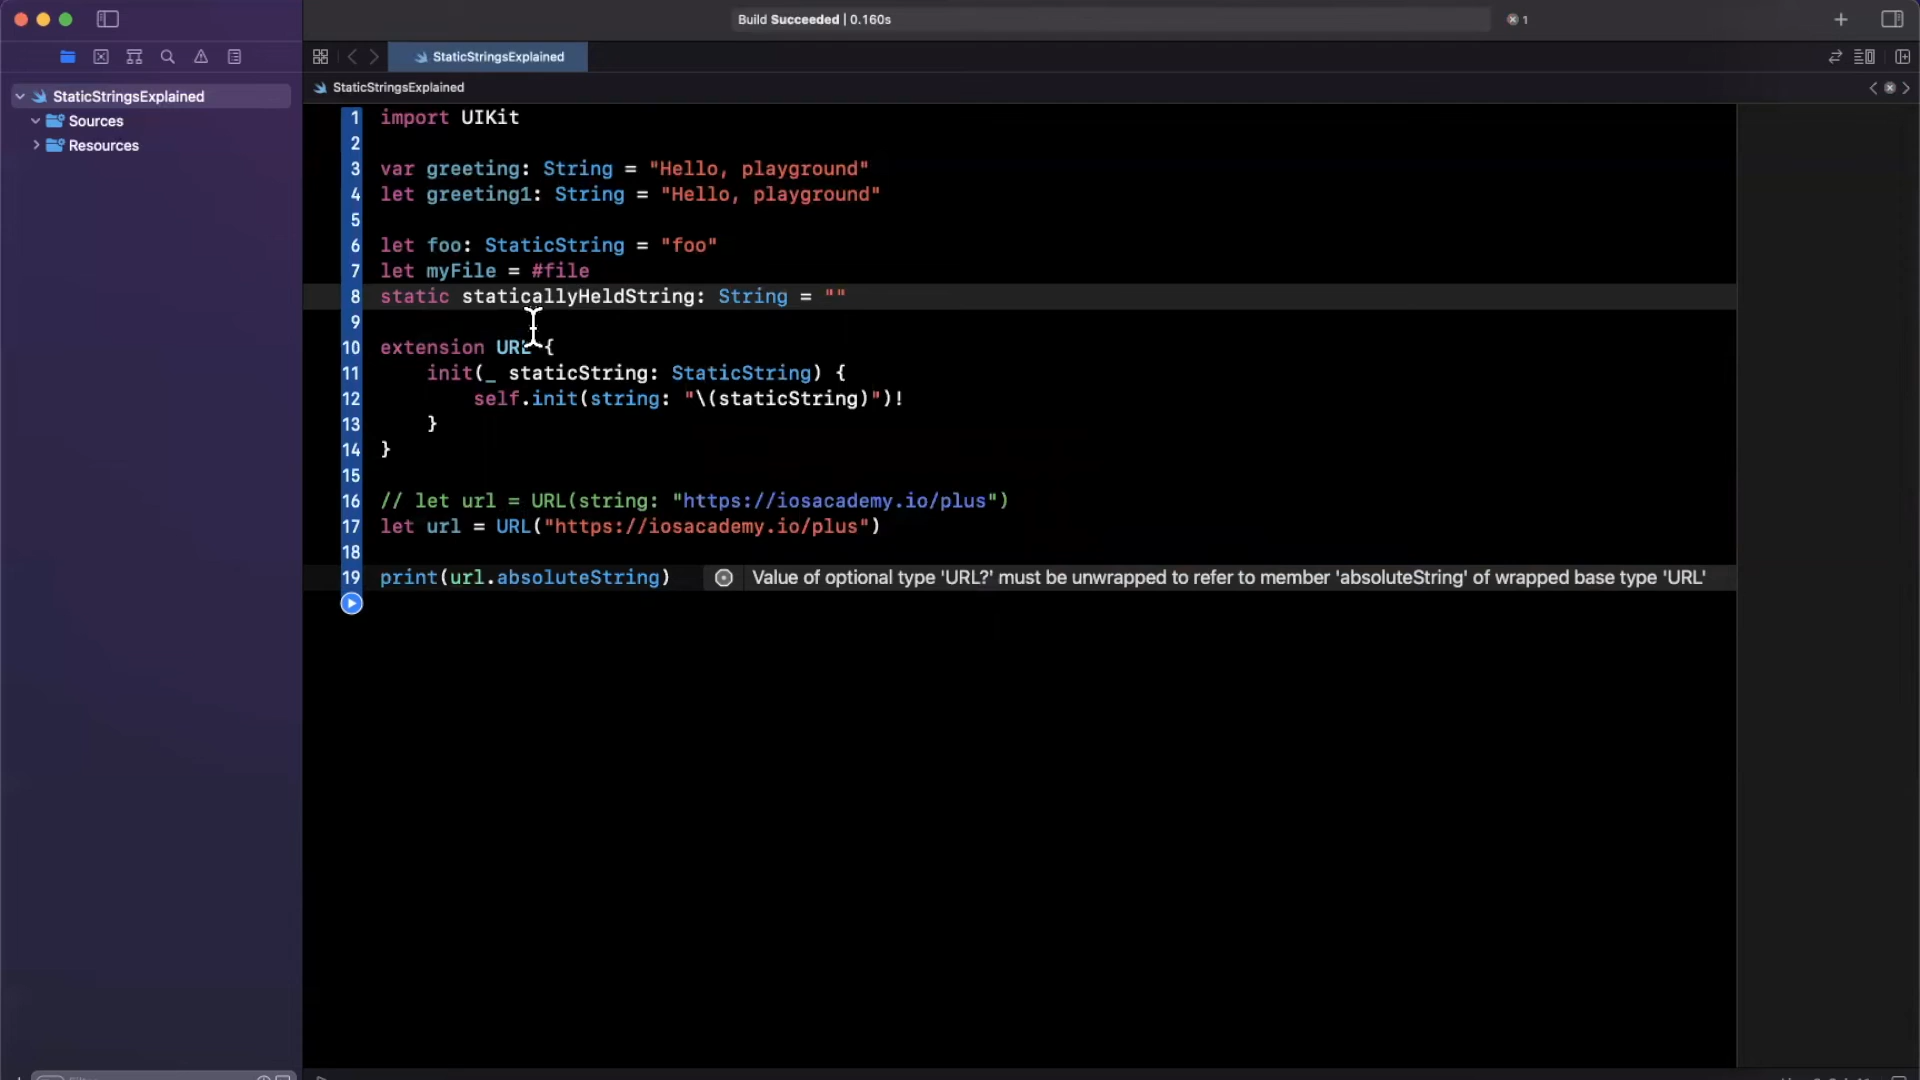 Build Succeeded | 0.160s
1
StaticStringsExplained
StaticStringsExplained
Sources
Resources
StaticStringsExplained
1 import UIKit
2
3 var greeting: String = "Hello, playground"
4 let greeting1: String = "Hello, playground"
5
6 let foo: StaticString = "foo"
7 let myFile = #file
8 static staticallyHeldString: String = ""
9
10 extension URL {
11 init(_ staticString: StaticString) {
12 self.init(string: "\(staticString)")!
13 }
14 }
15
16 // let url = URL(string: "https://iosacademy.io/plus")
17 let url = URL("https://iosacademy.io/plus")
18
19 print(url.absoluteString) Value of optional type 'URL?' must be unwrapped to refer to member 'absoluteString' of wrapped base type 'URL'